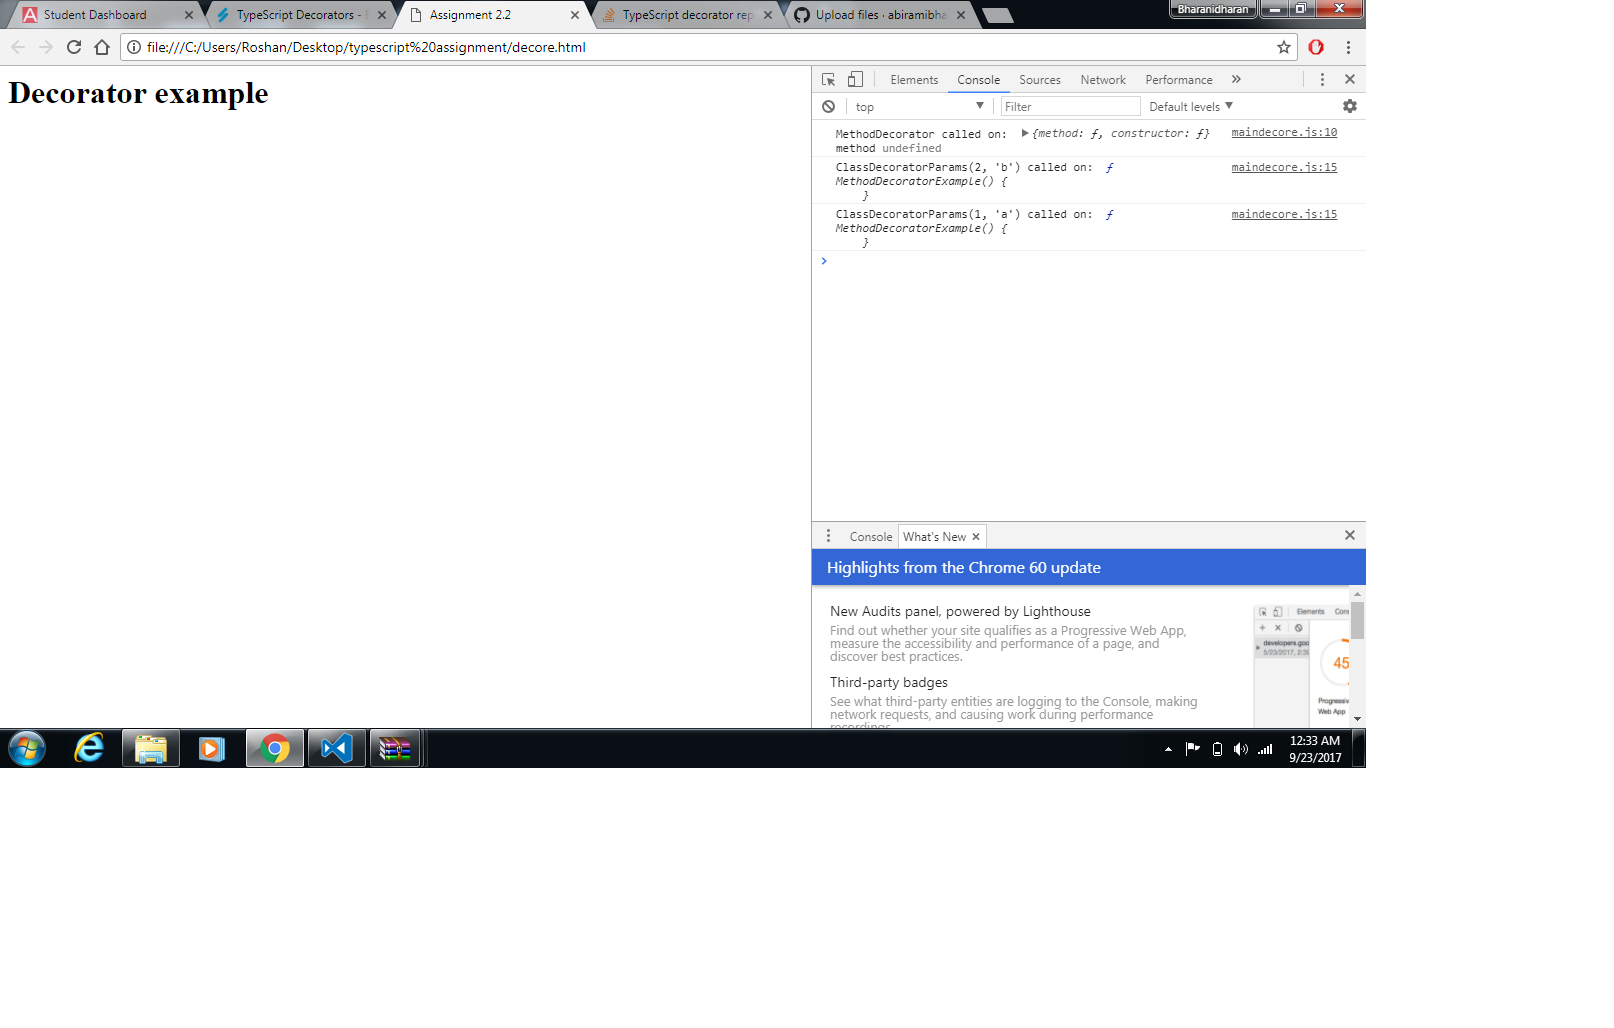 Student Dashboard
TypeScript Decorators -
Assignment 2.2
TypeScript decorator rep
Upload files · abiramibha
Bharanidharan
file:///C:/Users/Roshan/Desktop/typescript%20assignment/decore.html
Decorator example
Elements Console Sources Network Performance »
top
Filter
Default levels
MethodDecorator called on: {method: ƒ, constructor: ƒ} maindecore.js:10
method undefined
ClassDecoratorParams(2, 'b') called on: ƒ maindecore.js:15
MethodDecoratorExample() {
}
ClassDecoratorParams(1, 'a') called on: ƒ maindecore.js:15
MethodDecoratorExample() {
}
Console What's New
Highlights from the Chrome 60 update
New Audits panel, powered by Lighthouse
Find out whether your site qualifies as a Progressive Web App,
measure the accessibility and performance of a page, and
discover best practices.
Third-party badges
See what third-party entities are logging to the Console, making
network requests, and causing work during performance
recordings
Elements Cons
developers.goo
5/23/2017, 2:39
45
Progressive
Web App
12:33 AM
9/23/2017